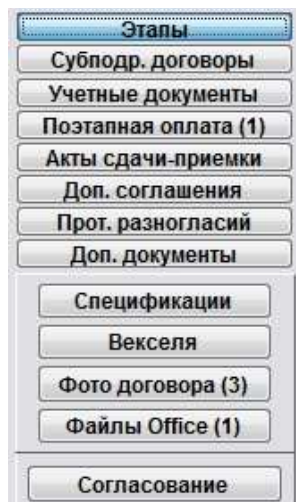 Этапы
Субподр. договоры
Учетные документы
Поэтапная оплата (1)
Акты сдачи-приемки
Доп. соглашения
Прот. разногласий
Доп. документы
Спецификации
Векселя
Фото договора (3)
Файлы Office (1)
Согласование